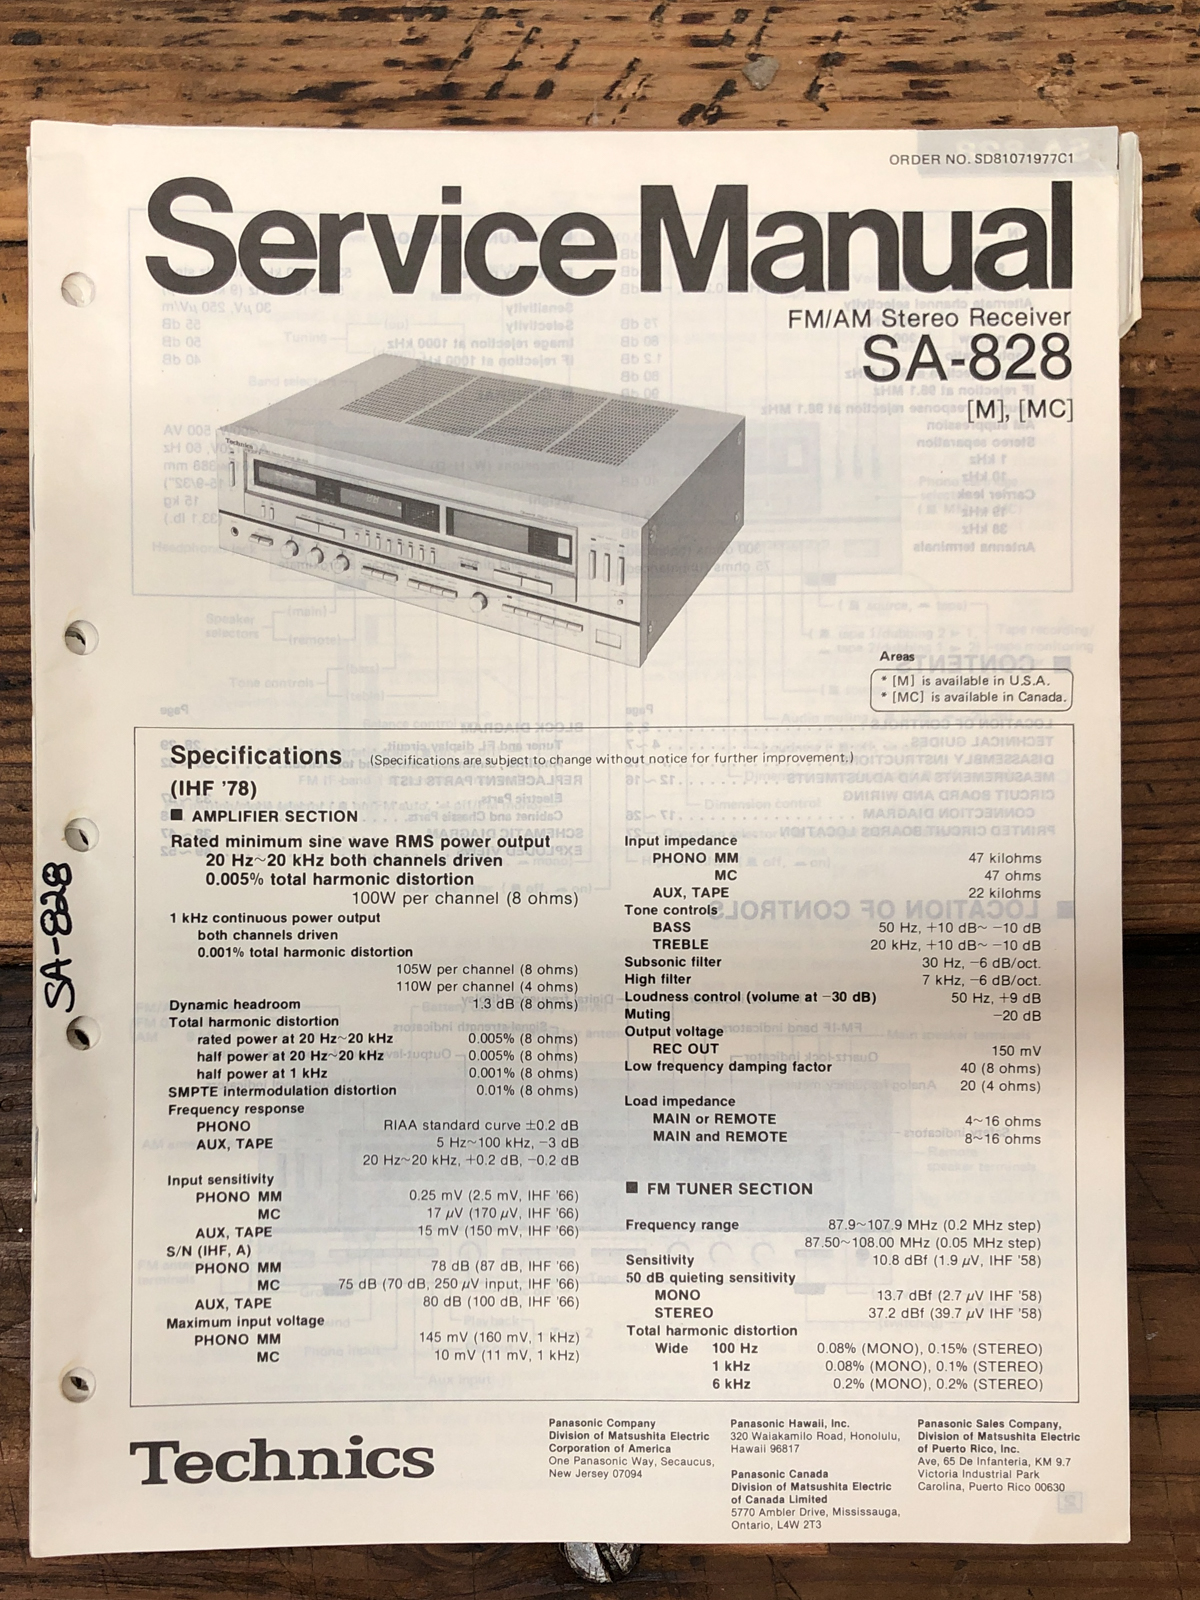 ORDER NO. SD81071977C1
Service Manual
FM/AM Stereo Receiver
SA-828
[M], [MC]
Technics
Areas
* [M] is available in U.S.A.
* [MC] is available in Canada.
SA-828
Specifications (Specifications are subject to change without notice for further improvement.)
(IHF '78)
■ AMPLIFIER SECTION
Rated minimum sine wave RMS power output
20 Hz~20 kHz both channels driven
0.005% total harmonic distortion
100W per channel (8 ohms)
1 kHz continuous power output
both channels driven
0.001% total harmonic distortion
105W per channel (8 ohms)
110W per channel (4 ohms)
Dynamic headroom 1.3 dB (8 ohms)
Total harmonic distortion
rated power at 20 Hz~20 kHz 0.005% (8 ohms)
half power at 20 Hz~20 kHz 0.005% (8 ohms)
half power at 1 kHz 0.001% (8 ohms)
SMPTE intermodulation distortion 0.01% (8 ohms)
Frequency response
PHONO RIAA standard curve ±0.2 dB
AUX, TAPE 5 Hz~100 kHz, −3 dB
20 Hz~20 kHz, +0.2 dB, −0.2 dB
Input sensitivity
PHONO MM 0.25 mV (2.5 mV, IHF '66)
MC 17 μV (170 μV, IHF '66)
AUX, TAPE 15 mV (150 mV, IHF '66)
S/N (IHF, A)
PHONO MM 78 dB (87 dB, IHF '66)
MC 75 dB (70 dB, 250 μV input, IHF '66)
AUX, TAPE 80 dB (100 dB, IHF '66)
Maximum input voltage
PHONO MM 145 mV (160 mV, 1 kHz)
MC 10 mV (11 mV, 1 kHz)
Input impedance
PHONO MM 47 kilohms
MC 47 ohms
AUX, TAPE 22 kilohms
Tone controls
BASS 50 Hz, +10 dB~ −10 dB
TREBLE 20 kHz, +10 dB~ −10 dB
Subsonic filter 30 Hz, −6 dB/oct.
High filter 7 kHz, −6 dB/oct.
Loudness control (volume at −30 dB) 50 Hz, +9 dB
Muting −20 dB
Output voltage
REC OUT 150 mV
Low frequency damping factor 40 (8 ohms)
20 (4 ohms)
Load impedance
MAIN or REMOTE 4~16 ohms
MAIN and REMOTE 8~16 ohms
■ FM TUNER SECTION
Frequency range 87.9~107.9 MHz (0.2 MHz step)
87.50~108.00 MHz (0.05 MHz step)
Sensitivity 10.8 dBf (1.9 μV, IHF '58)
50 dB quieting sensitivity
MONO 13.7 dBf (2.7 μV IHF '58)
STEREO 37.2 dBf (39.7 μV IHF '58)
Total harmonic distortion
Wide 100 Hz 0.08% (MONO), 0.15% (STEREO)
1 kHz 0.08% (MONO), 0.1% (STEREO)
6 kHz 0.2% (MONO), 0.2% (STEREO)
Technics
Panasonic Company
Division of Matsushita Electric
Corporation of America
One Panasonic Way, Secaucus,
New Jersey 07094
Panasonic Hawaii, Inc.
320 Waiakamilo Road, Honolulu,
Hawaii 96817
Panasonic Canada
Division of Matsushita Electric
of Canada Limited
5770 Ambler Drive, Mississauga,
Ontario, L4W 2T3
Panasonic Sales Company,
Division of Matsushita Electric
of Puerto Rico, Inc.
Ave, 65 De Infanteria, KM 9.7
Victoria Industrial Park
Carolina, Puerto Rico 00630